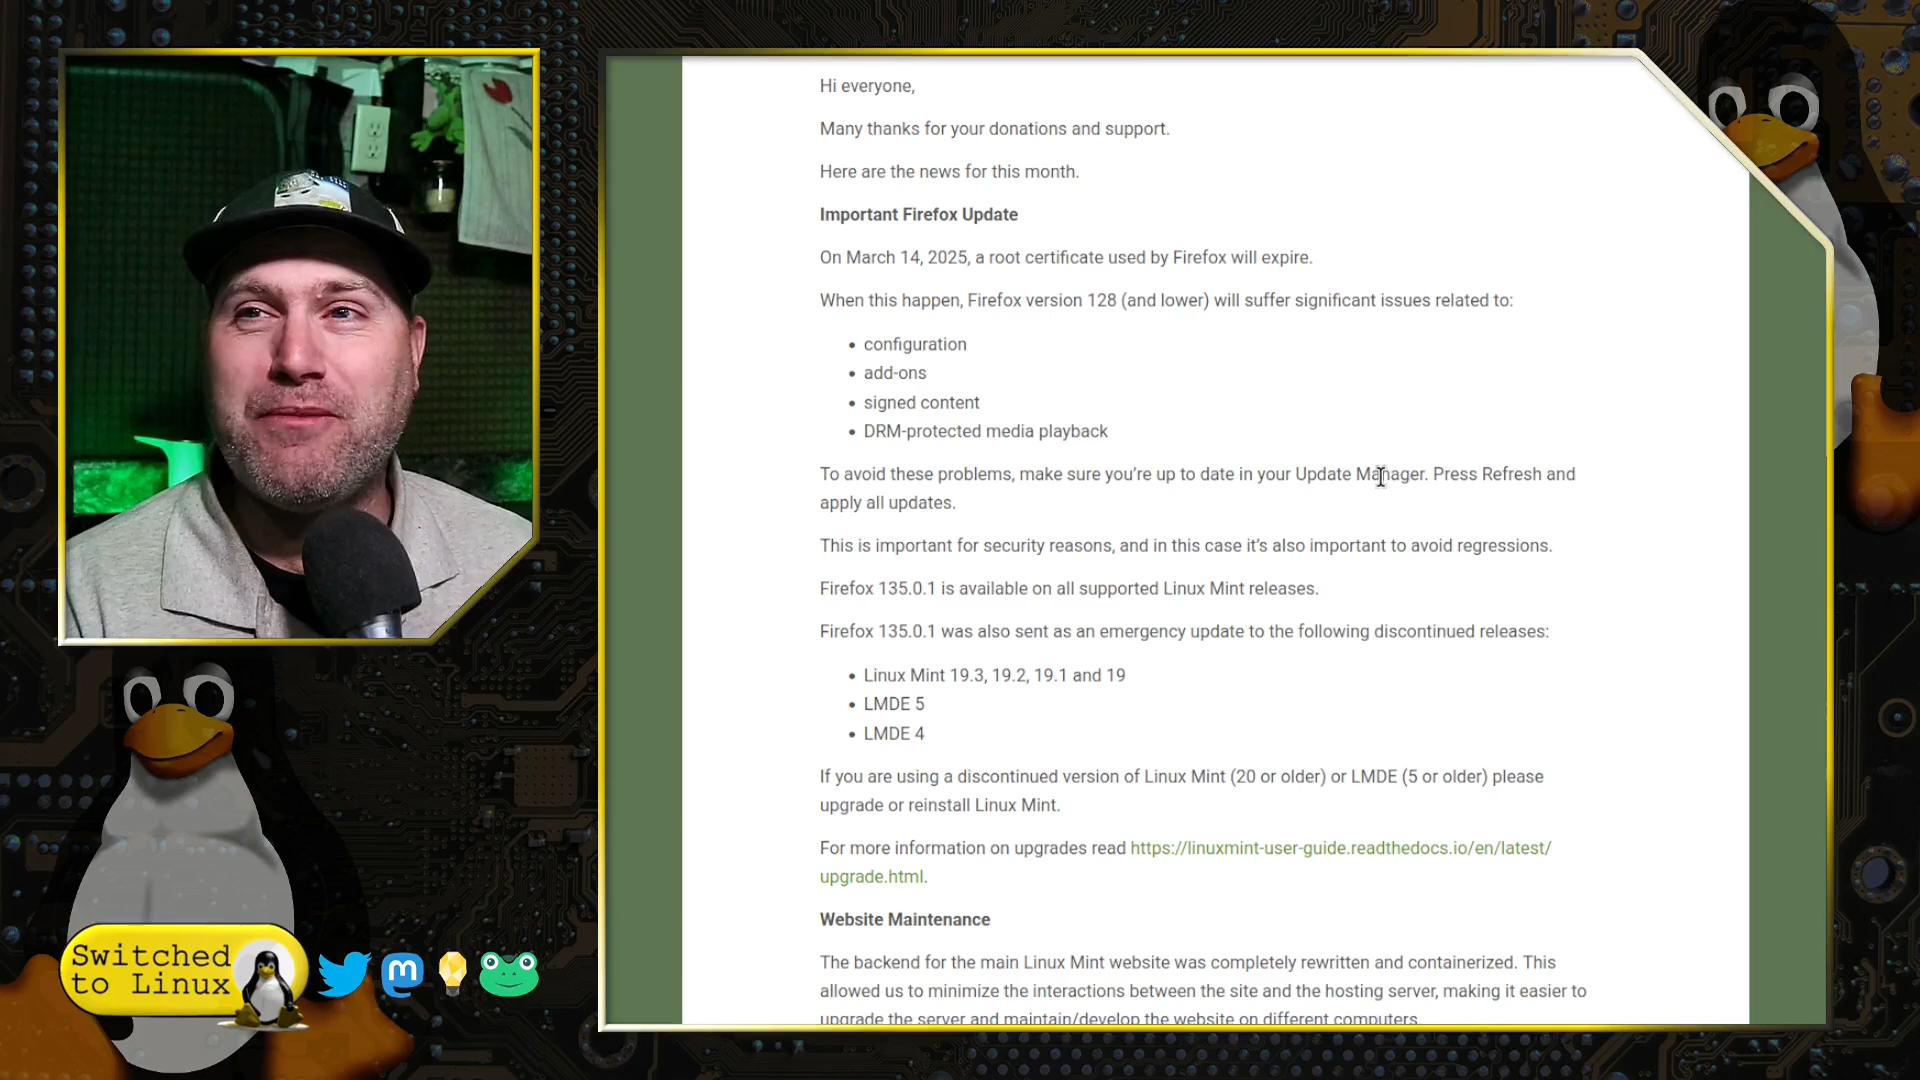 Hi everyone,
Many thanks for your donations and support.
Here are the news for this month.
Important Firefox Update
On March 14, 2025, a root certificate used by Firefox will expire.
When this happen, Firefox version 128 (and lower) will suffer significant issues related to:
• configuration
• add-ons
• signed content
• DRM-protected media playback
To avoid these problems, make sure you're up to date in your Update Manager. Press Refresh and
apply all updates.
This is important for security reasons, and in this case it's also important to avoid regressions.
Firefox 135.0.1 is available on all supported Linux Mint releases.
Firefox 135.0.1 was also sent as an emergency update to the following discontinued releases:
• Linux Mint 19.3, 19.2, 19.1 and 19
• LMDE 5
• LMDE 4
If you are using a discontinued version of Linux Mint (20 or older) or LMDE (5 or older) please
upgrade or reinstall Linux Mint.
For more information on upgrades read https://linuxmint-user-guide.readthedocs.io/en/latest/
upgrade.html.
Website Maintenance
The backend for the main Linux Mint website was completely rewritten and containerized. This
allowed us to minimize the interactions between the site and the hosting server, making it easier to
upgrade the server and maintain/develop the website on different computers.
Switched
to Linux